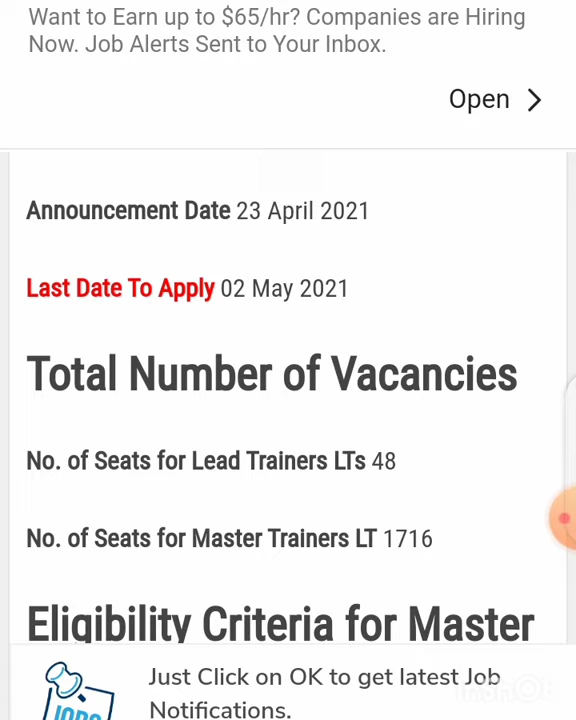 Want to Earn up to $65/hr? Companies are Hiring
Now. Job Alerts Sent to Your Inbox.
Open
Announcement Date 23 April 2021
Last Date To Apply 02 May 2021
Total Number of Vacancies
No. of Seats for Lead Trainers LTs 48
No. of Seats for Master Trainers LT 1716
Eligibility Criteria for Master
Just Click on OK to get latest Job
Notifications.
JOBS